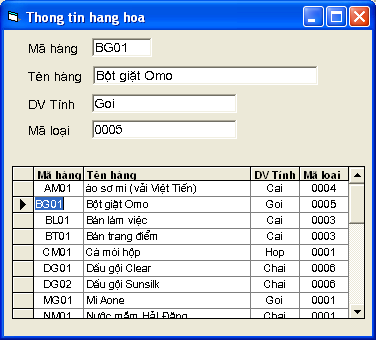 Thong tin hang hoa
Mã hàng BG01
Tên hàng Bột giặt Omo
DV Tính Goi
Mã loại 0005
Mã hàng Tên hàng DV Tính Mã loai
AM01 áo sơ mi (vải Việt Tiến) Cai 0004
BG01 Bột giặt Omo Goi 0005
BL01 Bàn làm việc Cai 0003
BT01 Bàn trang điểm Cai 0003
CM01 Cà mòi hộp Hop 0001
DG01 Dầu gội Clear Chai 0006
DG02 Dầu gội Sunsilk Chai 0006
MG01 Mì Aone Goi 0001
NM01 Nước mắm Hải Đăng Chai 0001